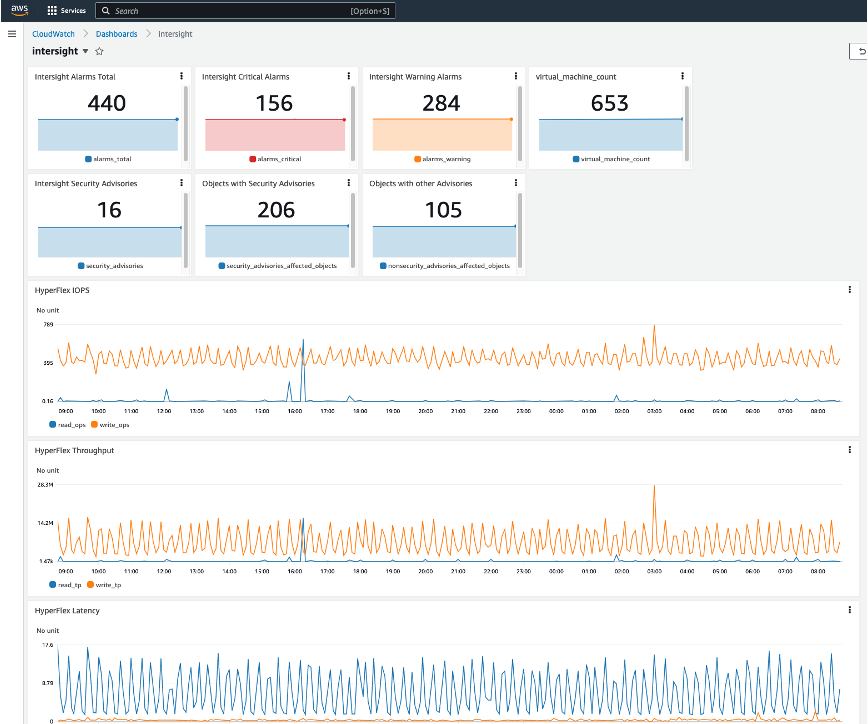 aws Services Search [Option+S]
CloudWatch > Dashboards > Intersight
intersight
Intersight Alarms Total
440
alarms_total
Intersight Critical Alarms
156
alarms_critical
Intersight Warning Alarms
284
alarms_warning
virtual_machine_count
653
virtual_machine_count
Intersight Security Advisories
16
security_advisories
Objects with Security Advisories
206
security_advisories_affected_objects
Objects with other Advisories
105
nonsecurity_advisories_affected_objects
HyperFlex IOPS
No unit
789
395
0.16
09:00 10:00 11:00 12:00 13:00 14:00 15:00 16:00 17:00 18:00 19:00 20:00 21:00 22:00 23:00 00:00 01:00 02:00 03:00 04:00 05:00 06:00 07:00 08:00
read_ops write_ops
HyperFlex Throughput
No unit
28.3M
14.2M
1.47k
09:00 10:00 11:00 12:00 13:00 14:00 15:00 16:00 17:00 18:00 19:00 20:00 21:00 22:00 23:00 00:00 01:00 02:00 03:00 04:00 05:00 06:00 07:00 08:00
read_tp write_tp
HyperFlex Latency
No unit
17.6
8.79
0